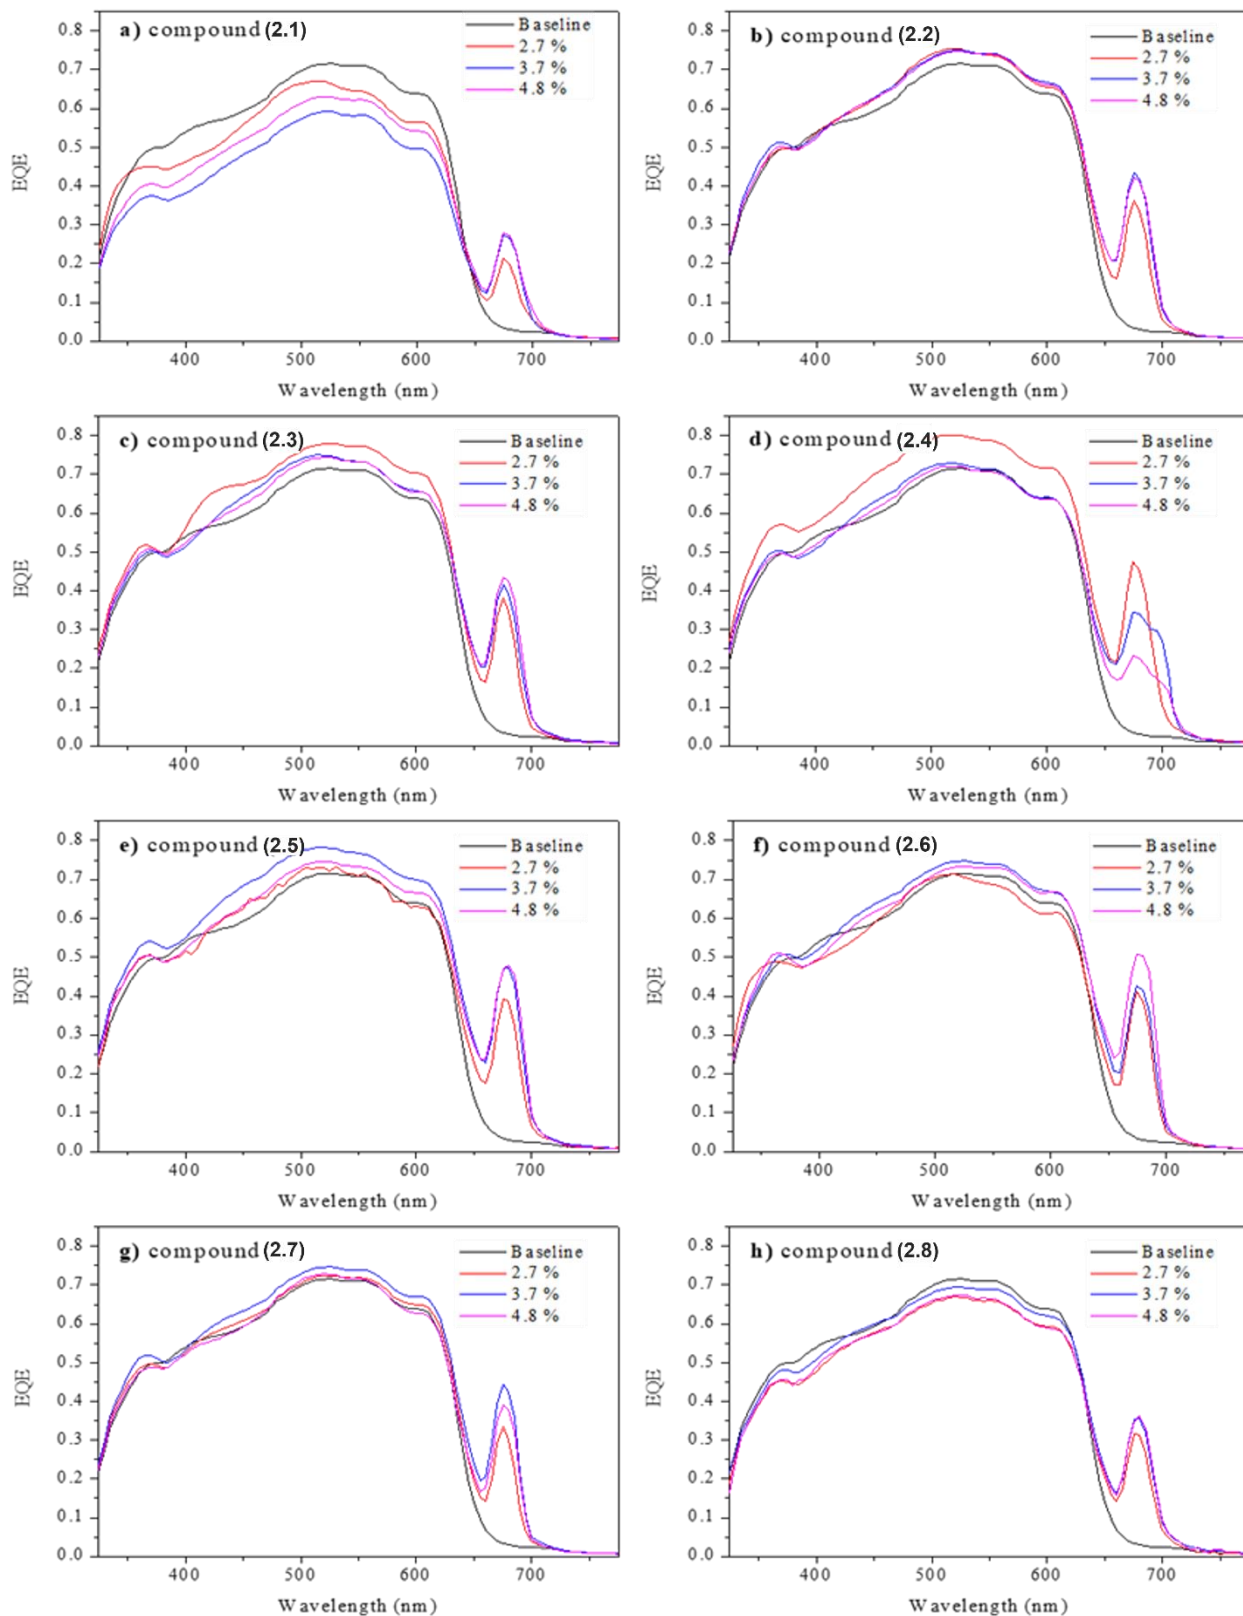 a) compound (2.1)
Baseline
2.7 %
3.7 %
4.8 %
0.8
0.7
0.6
0.5
0.4
0.3
0.2
0.1
0.0
EQE
400 500 600 700
Wavelength (nm)
b) compound (2.2)
Baseline
2.7 %
3.7 %
4.8 %
0.8
0.7
0.6
0.5
0.4
0.3
0.2
0.1
0.0
EQE
400 500 600 700
Wavelength (nm)
c) compound (2.3)
Baseline
2.7 %
3.7 %
4.8 %
0.8
0.7
0.6
0.5
0.4
0.3
0.2
0.1
0.0
EQE
400 500 600 700
Wavelength (nm)
d) compound (2.4)
Baseline
2.7 %
3.7 %
4.8 %
0.8
0.7
0.6
0.5
0.4
0.3
0.2
0.1
0.0
EQE
400 500 600 700
Wavelength (nm)
e) compound (2.5)
Baseline
2.7 %
3.7 %
4.8 %
0.8
0.7
0.6
0.5
0.4
0.3
0.2
0.1
0.0
EQE
400 500 600 700
Wavelength (nm)
f) compound (2.6)
Baseline
2.7 %
3.7 %
4.8 %
0.8
0.7
0.6
0.5
0.4
0.3
0.2
0.1
0.0
EQE
400 500 600 700
Wavelength (nm)
g) compound (2.7)
Baseline
2.7 %
3.7 %
4.8 %
0.8
0.7
0.6
0.5
0.4
0.3
0.2
0.1
0.0
EQE
400 500 600 700
Wavelength (nm)
h) compound (2.8)
Baseline
2.7 %
3.7 %
4.8 %
0.8
0.7
0.6
0.5
0.4
0.3
0.2
0.1
0.0
EQE
400 500 600 700
Wavelength (nm)